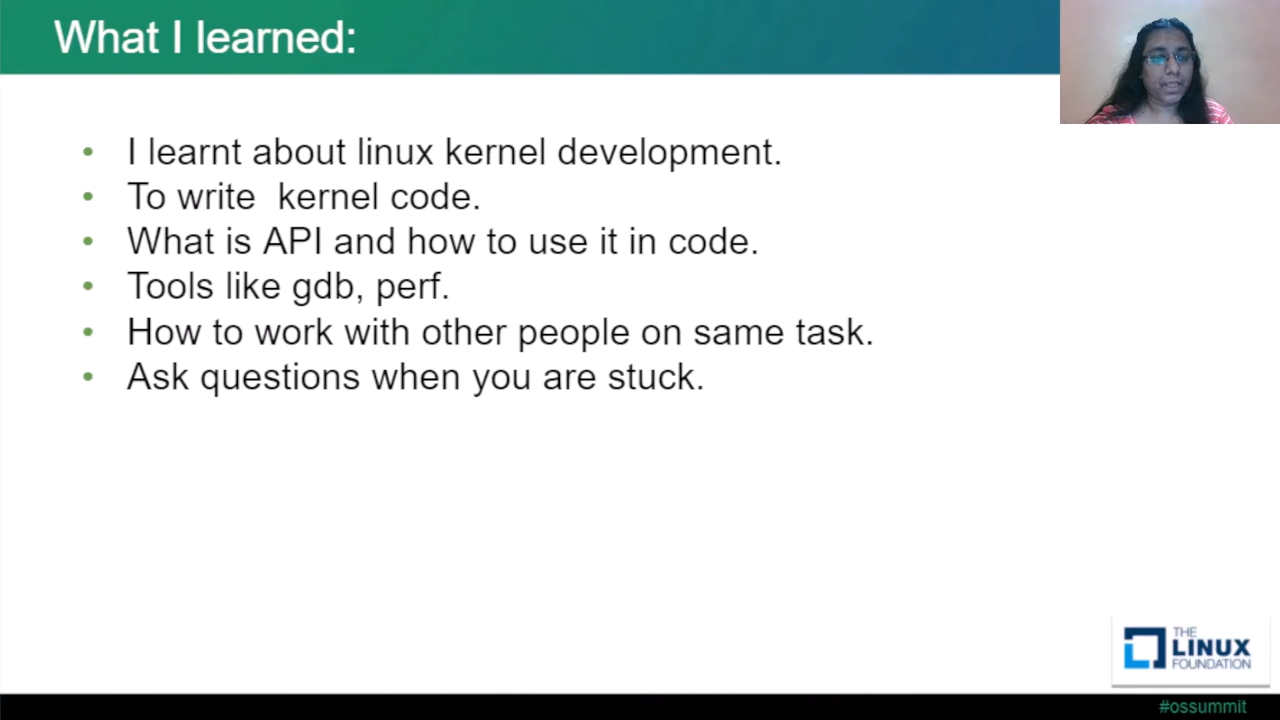 What I learned:
I learnt about linux kernel development.
To write  kernel code.
What is API and how to use it in code.
Tools like gdb, perf.
How to work with other people on same task.
Ask questions when you are stuck.
THE
LINUX
FOUNDATION
#ossummit